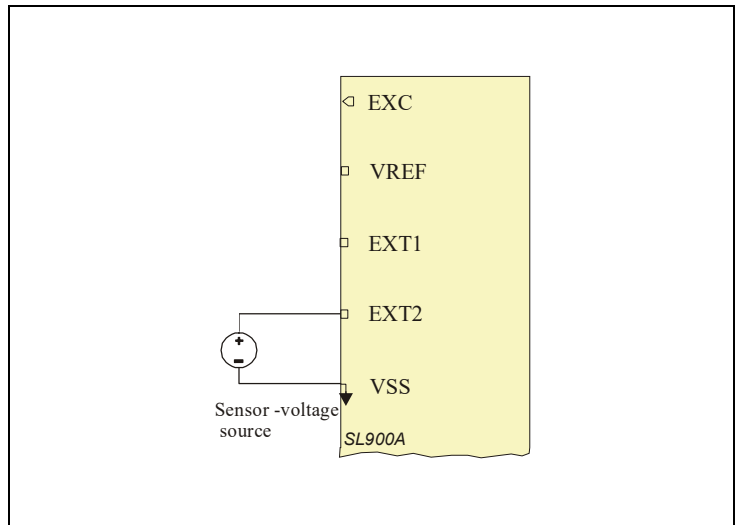 EXC
VREF
EXT1
EXT2
+
-
VSS
Sensor -voltage
source
SL900A